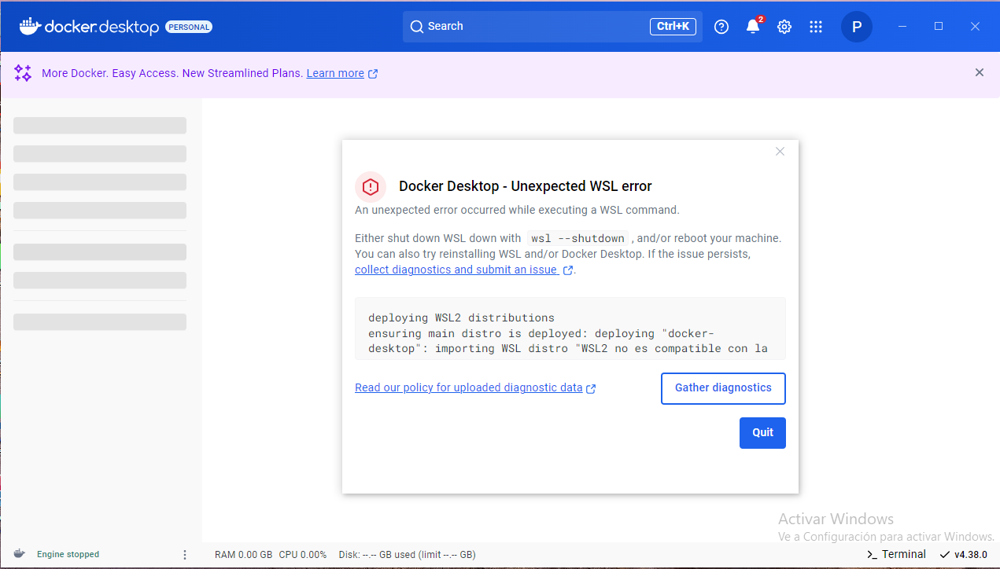 docker.desktop PERSONAL
Search
Ctrl+K
2
P
More Docker. Easy Access. New Streamlined Plans. Learn more
Docker Desktop - Unexpected WSL error
An unexpected error occurred while executing a WSL command.
Either shut down WSL down with wsl --shutdown , and/or reboot your machine.
You can also try reinstalling WSL and/or Docker Desktop. If the issue persists,
collect diagnostics and submit an issue .
deploying WSL2 distributions
ensuring main distro is deployed: deploying "docker-
desktop": importing WSL distro "WSL2 no es compatible con la
Read our policy for uploaded diagnostic data
Gather diagnostics
Quit
Activar Windows
Ve a Configuración para activar Windows.
Engine stopped
RAM 0.00 GB CPU 0.00% Disk: --.-- GB used (limit --.-- GB)
>_ Terminal
v4.38.0